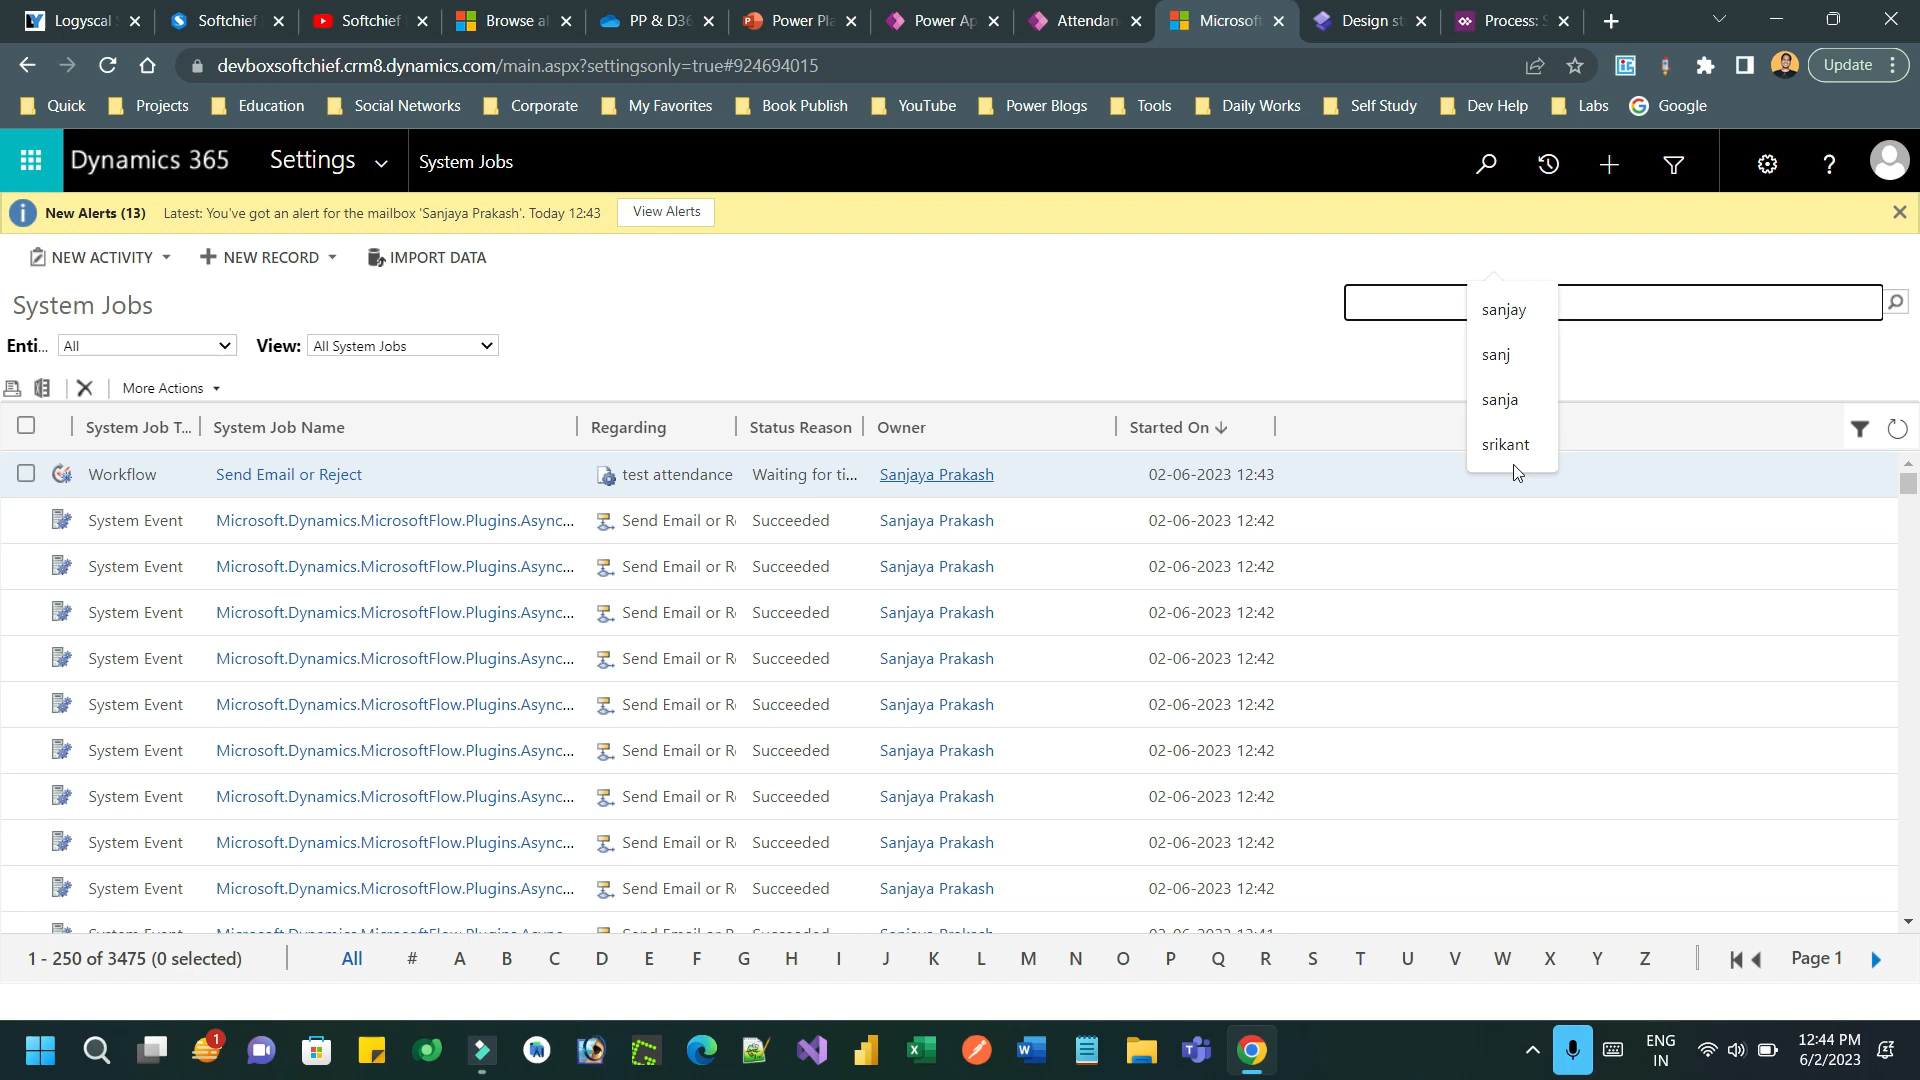 Logyscal
Softchief
Softchief
Browse al
PP & D36
Power Pla
Power Ap
Attendan
Microsoft
Design st
Process: S
devboxsoftchief.crm8.dynamics.com/main.aspx?settingsonly=true#924694015
Update
Quick
Projects
Education
Social Networks
Corporate
My Favorites
Book Publish
YouTube
Power Blogs
Tools
Daily Works
Self Study
Dev Help
Labs
Google
Dynamics 365
Settings
System Jobs
New Alerts (13) Latest: You've got an alert for the mailbox 'Sanjaya Prakash'. Today 12:43 View Alerts
NEW ACTIVITY
NEW RECORD
IMPORT DATA
System Jobs
sanjay
sanj
sanja
srikant
Enti... All View: All System Jobs
More Actions
System Job T... System Job Name Regarding Status Reason Owner Started On
Workflow Send Email or Reject test attendance Waiting for ti... Sanjaya Prakash 02-06-2023 12:43
System Event Microsoft.Dynamics.MicrosoftFlow.Plugins.Async... Send Email or R Succeeded Sanjaya Prakash 02-06-2023 12:42
System Event Microsoft.Dynamics.MicrosoftFlow.Plugins.Async... Send Email or R Succeeded Sanjaya Prakash 02-06-2023 12:42
System Event Microsoft.Dynamics.MicrosoftFlow.Plugins.Async... Send Email or R Succeeded Sanjaya Prakash 02-06-2023 12:42
System Event Microsoft.Dynamics.MicrosoftFlow.Plugins.Async... Send Email or R Succeeded Sanjaya Prakash 02-06-2023 12:42
System Event Microsoft.Dynamics.MicrosoftFlow.Plugins.Async... Send Email or R Succeeded Sanjaya Prakash 02-06-2023 12:42
System Event Microsoft.Dynamics.MicrosoftFlow.Plugins.Async... Send Email or R Succeeded Sanjaya Prakash 02-06-2023 12:42
System Event Microsoft.Dynamics.MicrosoftFlow.Plugins.Async... Send Email or R Succeeded Sanjaya Prakash 02-06-2023 12:42
System Event Microsoft.Dynamics.MicrosoftFlow.Plugins.Async... Send Email or R Succeeded Sanjaya Prakash 02-06-2023 12:42
System Event Microsoft.Dynamics.MicrosoftFlow.Plugins.Async... Send Email or R Succeeded Sanjaya Prakash 02-06-2023 12:42
1 - 250 of 3475 (0 selected) All # A B C D E F G H I J K L M N O P Q R S T U V W X Y Z Page 1
1
ENG
IN
12:44 PM
6/2/2023